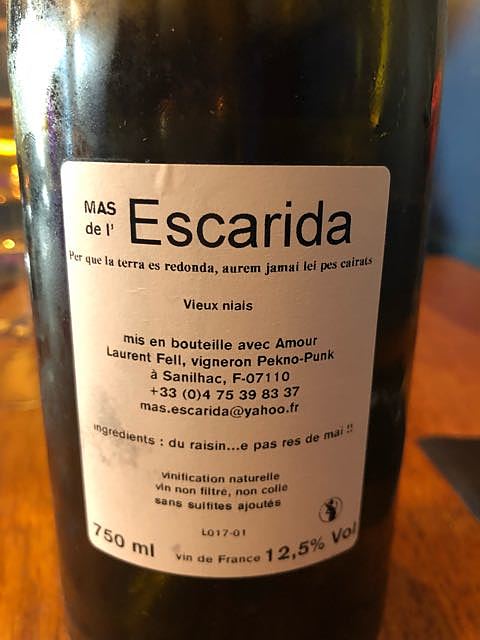 MAS
de l' Escarida
Per que la terra es redonda, aurem jamai lei pes cairats
Vieux niais
mis en bouteille avec Amour
Laurent Fell, vigneron Pekno-Punk
à Sanilhac, F-07110
+33 (0)4 75 39 83 37
mas.escarida@yahoo.fr
ingrédients : du raisin...e pas res de mai !!
vinification naturelle
vin non filtré, non collé
sans sulfites ajoutés
L017-01
750 ml vin de France 12,5% Vol